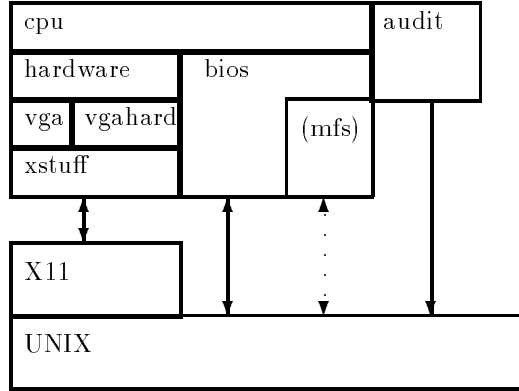 cpu
audit
hardware
bios
vga
vgahard
(mfs)
xstuff
X11
UNIX